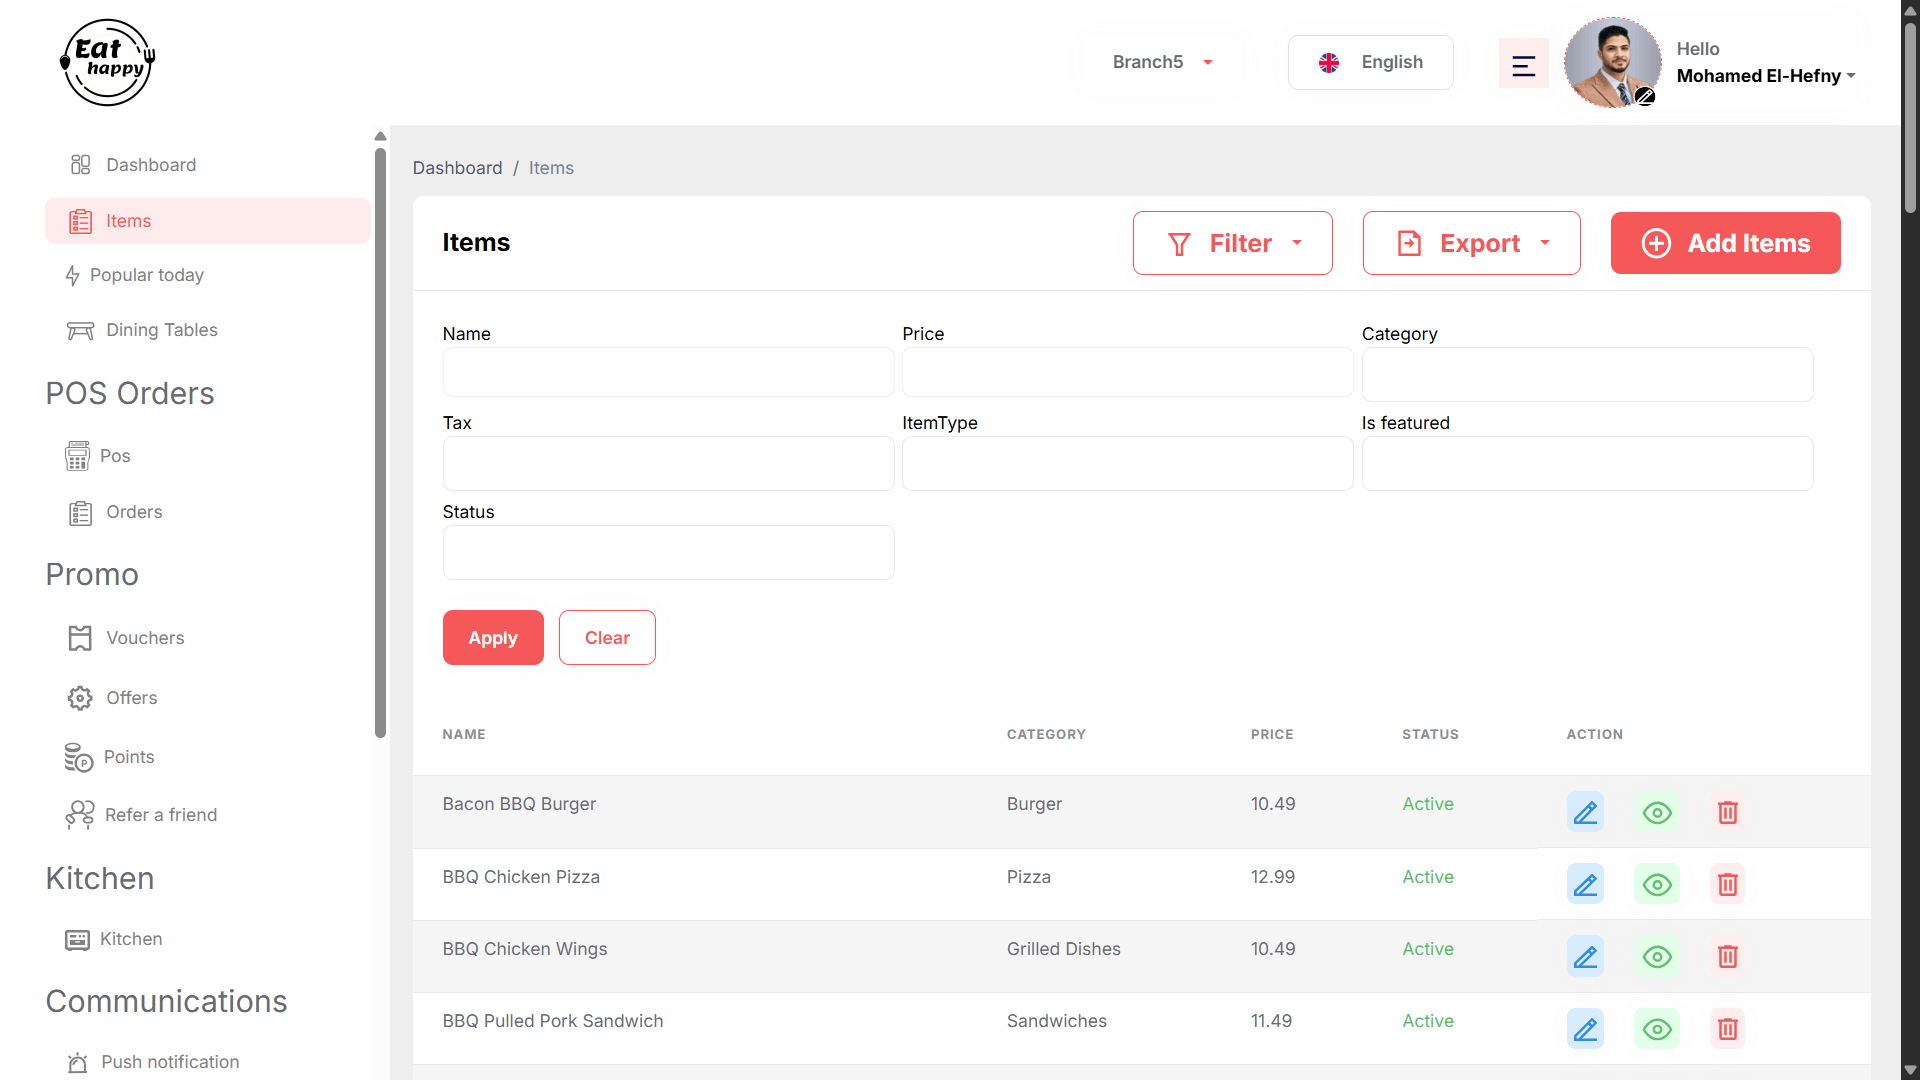 Eat
happy
Branch5
English
Hello
Mohamed El-Hefny
Dashboard
Items
Popular today
Dining Tables
POS Orders
Pos
Orders
Promo
Vouchers
Offers
P
Points
Refer a friend
Kitchen
Kitchen
Communications
Push notification
Dashboard / Items
Items
Filter
Export
Add Items
Name
Price
Category
Tax
ItemType
Is featured
Status
Apply
Clear
NAME CATEGORY PRICE STATUS ACTION
Bacon BBQ Burger Burger 10.49 Active
BBQ Chicken Pizza Pizza 12.99 Active
BBQ Chicken Wings Grilled Dishes 10.49 Active
BBQ Pulled Pork Sandwich Sandwiches 11.49 Active